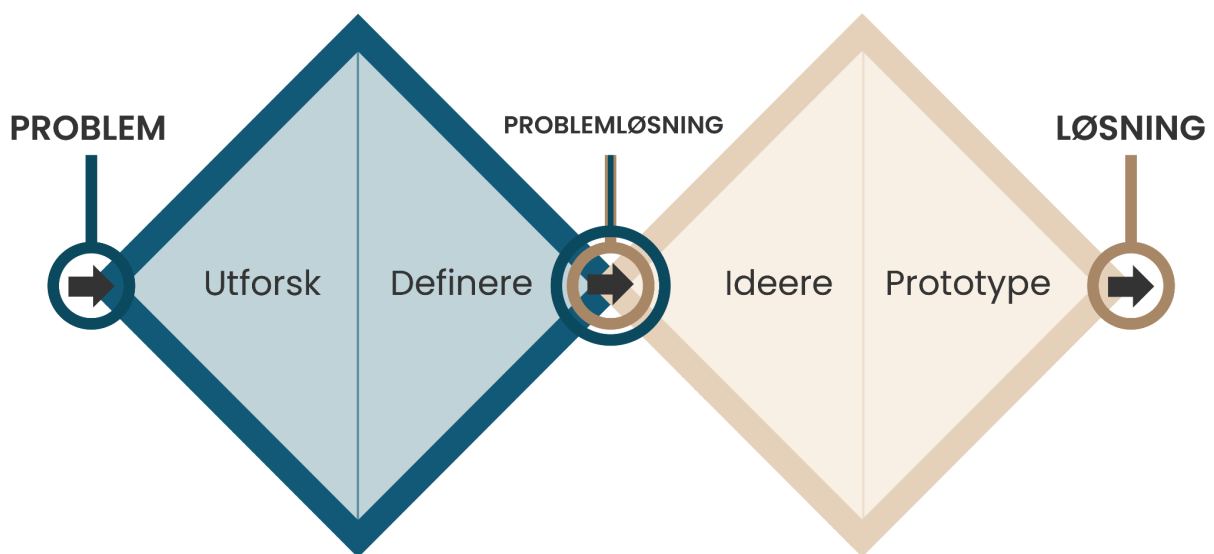 PROBLEM
PROBLEMLØSNING
LØSNING
Utforsk
Definere
Ideere
Prototype